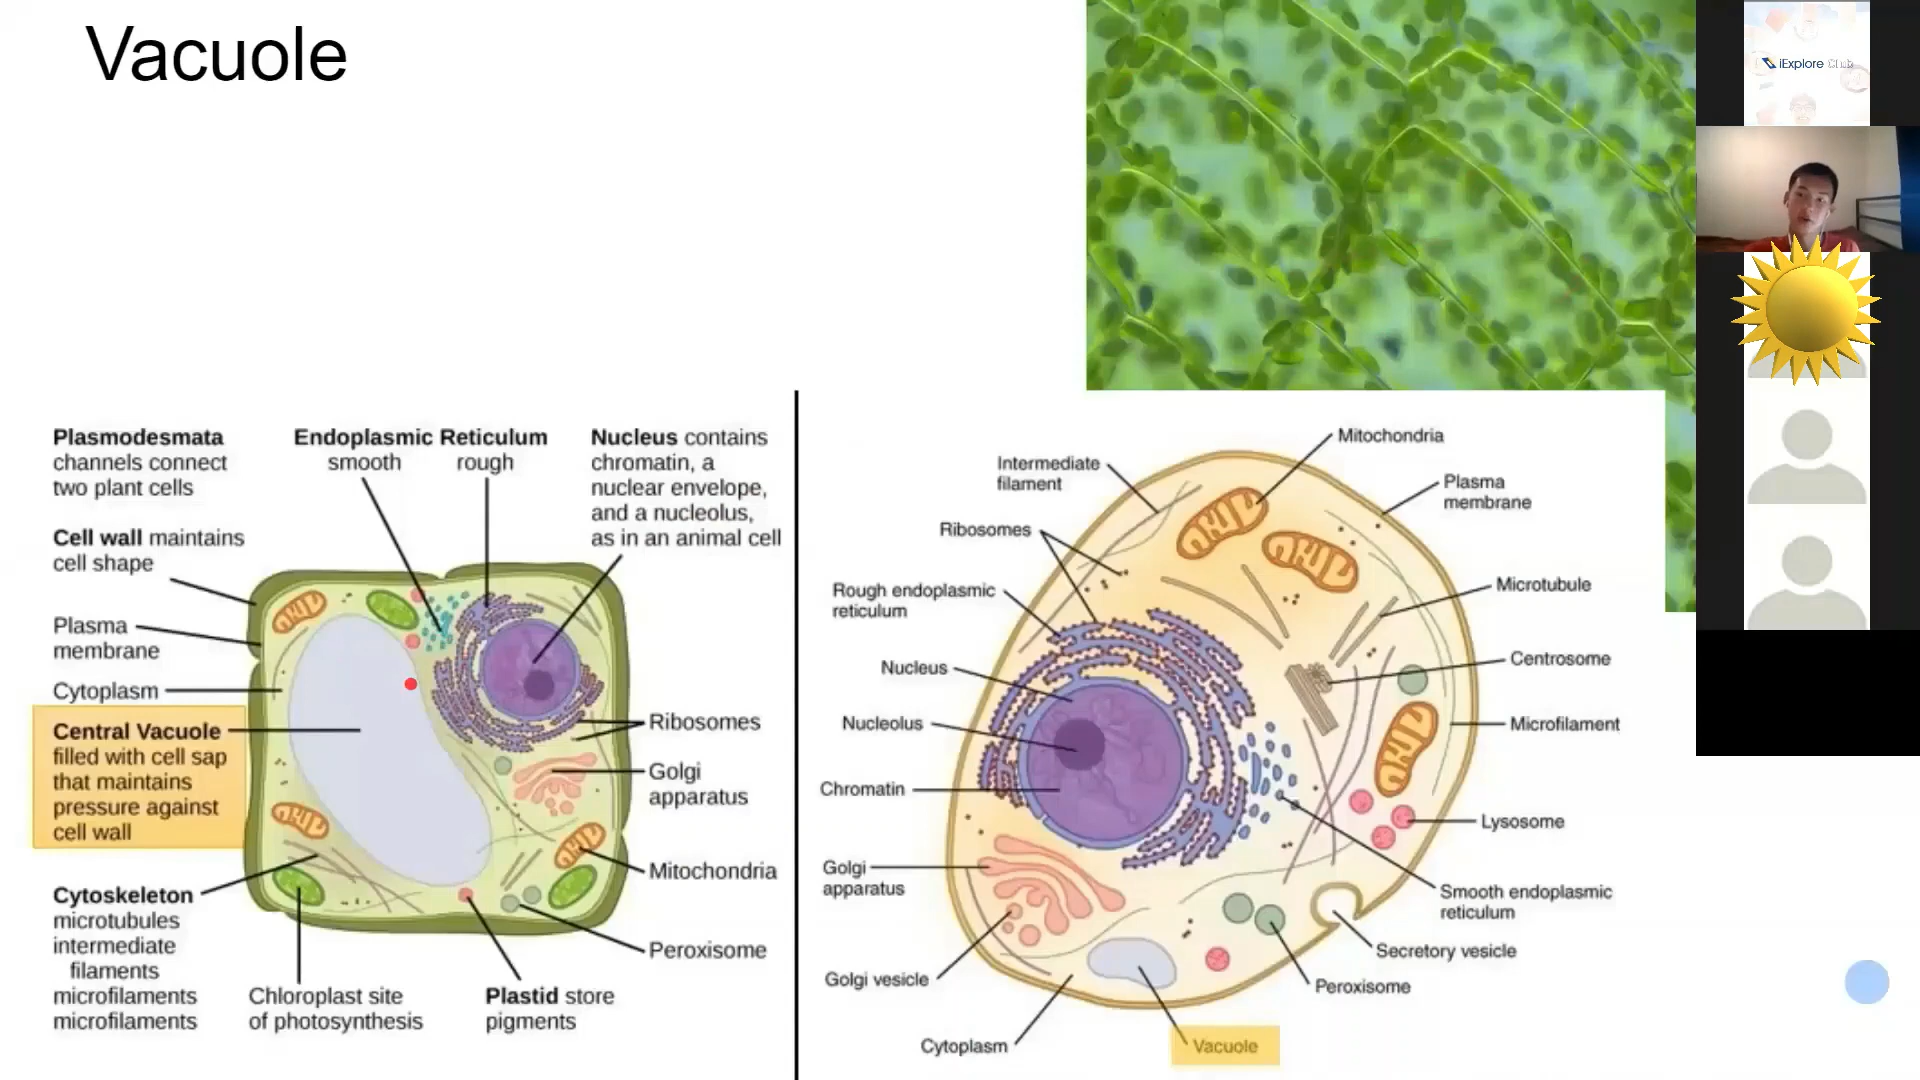 Vacuole
iExplore Club
Plasmodesmata
channels connect
two plant cells
Endoplasmic Reticulum
smooth
rough
Nucleus contains
chromatin, a
nuclear envelope,
and a nucleolus,
as in an animal cell
Cell wall maintains
cell shape
Plasma
membrane
Cytoplasm
Central Vacuole
filled with cell sap
that maintains
pressure against
cell wall
Cytoskeleton
microtubules
intermediate
filaments
microfilaments
microfilaments
Chloroplast site
of photosynthesis
Plastid store
pigments
Ribosomes
Golgi
apparatus
Mitochondria
Peroxisome
Mitochondria
Intermediate
filament
Plasma
membrane
Ribosomes
Rough endoplasmic
reticulum
Microtubule
Nucleus
Centrosome
Nucleolus
Microfilament
Chromatin
Lysosome
Golgi
apparatus
Smooth endoplasmic
reticulum
Secretory vesicle
Golgi vesicle
Peroxisome
Cytoplasm
Vacuole